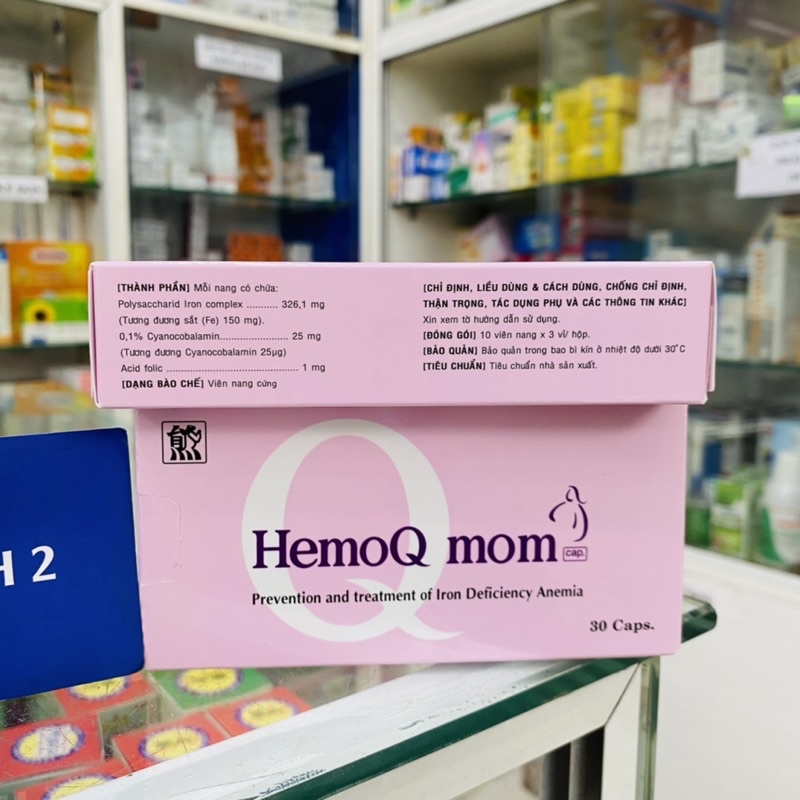 [THÀNH PHẦN] Mỗi nang có chứa:
Polysaccharid Iron complex .......... 326,1 mg
(Tương đương sắt (Fe) 150 mg).
0,1% Cyanocobalamin...................... 25 mg
(Tương đương Cyanocobalamin 25µg)
Acid folic .......................................... 1 mg
[DẠNG BÀO CHẾ] Viên nang cứng
[CHỈ ĐỊNH, LIỀU DÙNG & CÁCH DÙNG, CHỐNG CHỈ ĐỊNH,
THẬN TRỌNG, TÁC DỤNG PHỤ VÀ CÁC THÔNG TIN KHÁC]
Xin xem tờ hướng dẫn sử dụng.
[ĐÓNG GÓI] 10 viên nang x 3 vỉ/ hộp.
[BẢO QUẢN] Bảo quản trong bao bì kín ở nhiệt độ dưới 30°C
[TIÊU CHUẨN] Tiêu chuẩn nhà sản xuất.
Q
HemoQ mom
cap.
Prevention and treatment of Iron Deficiency Anemia
30 Caps.
H 2